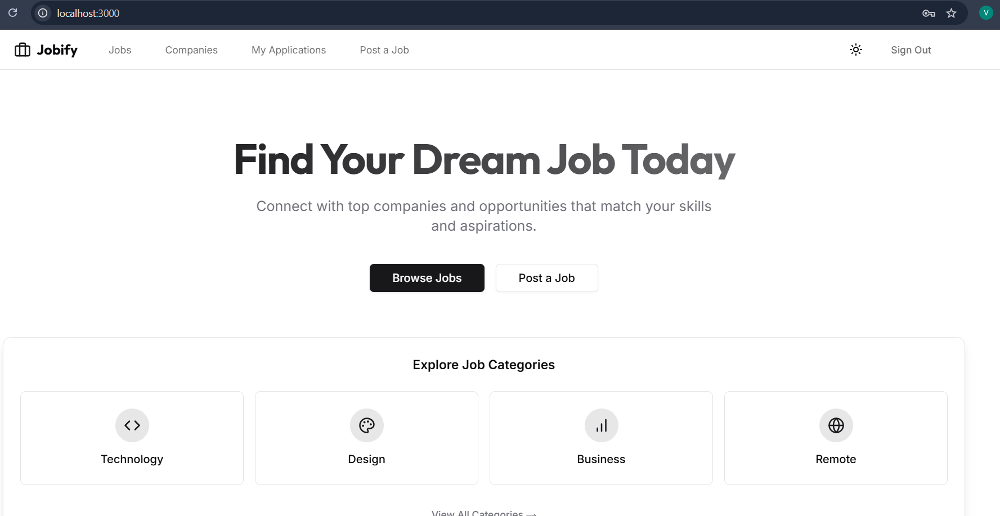 localhost:3000
V
Jobify
Jobs
Companies
My Applications
Post a Job
Sign Out
Find Your Dream Job Today
Connect with top companies and opportunities that match your skills
and aspirations.
Browse Jobs
Post a Job
Explore Job Categories
Technology
Design
Business
Remote
View All Categories →